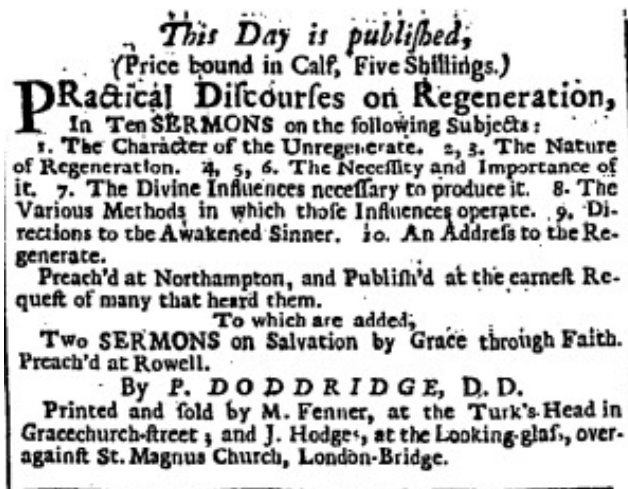 This Day is publiſhed,
(Price bound in Calf, Five Shillings.)
PRactical Diſcourſes on Regeneration,
In Ten SERMONS on the following Subjects:
1. The Character of the Unregenerate. 2, 3. The Nature
of Regeneration. 4, 5, 6. The Neceſſity and Importance of
it. 7. The Divine Influences neceſſary to produce it. 8. The
Various Methods in which thoſe Influences operate. 9. Di-
rections to the Awakened Sinner. 10. An Addreſs to the Re-
generate.
Preach'd at Northampton, and Publiſh'd at the earneſt Re-
queſt of many that heard them.
To which are added,
Two SERMONS on Salvation by Grace through Faith.
Preach'd at Rowell.
By P. DODDRIDGE, D. D.
Printed and ſold by M. Fenner, at the Turk's-Head in
Gracechurch-ſtreet; and J. Hodges, at the Looking-glaſs, over-
againſt St. Magnus Church, London-Bridge.